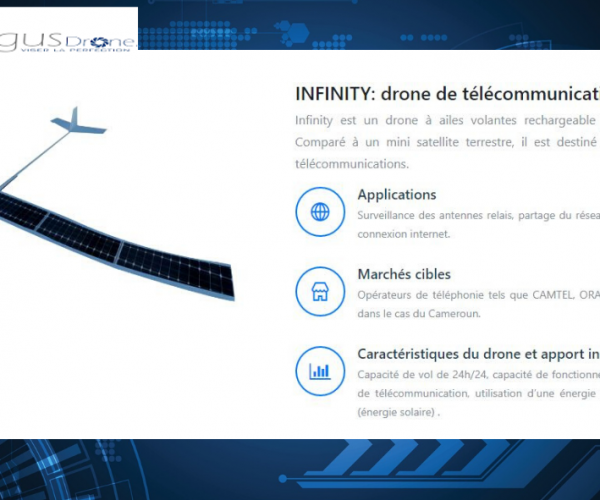 gusDrone
VISER LA PERFECTION
INFINITY: drone de télécommunicati
Infinity est un drone à ailes volantes rechargeable
Comparé à un mini satellite terrestre, il est destiné
télécommunications.
Applications
Surveillance des antennes relais, partage du résea
connexion internet.
Marchés cibles
Opérateurs de téléphonie tels que CAMTEL, ORA
dans le cas du Cameroun.
Caractéristiques du drone et apport in
Capacité de vol de 24h/24, capacité de fonctionne
de télécommunication, utilisation d'une énergie
(énergie solaire) .